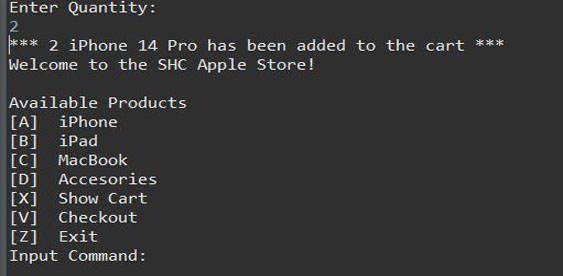 Enter Quantity:
2
*** 2 iPhone 14 Pro has been added to the cart ***
Welcome to the SHC Apple Store!
Available Products
[A] iPhone
[B] iPad
[C] MacBook
[D] Accesories
[X] Show Cart
[V] Checkout
[Z] Exit
Input Command: